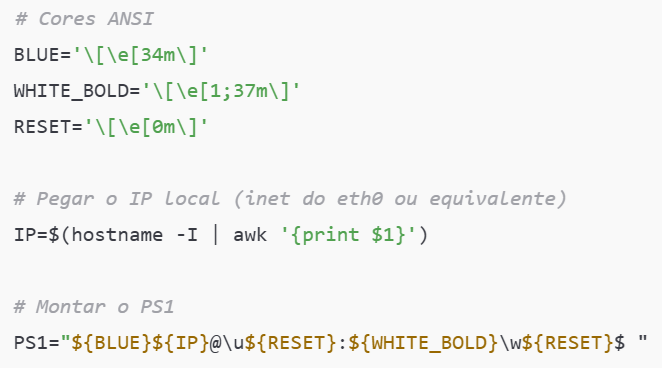 # Cores ANSI
BLUE='\[\e[34m\]'
WHITE_BOLD='\[\e[1;37m\]'
RESET='\[\e[0m\]'
# Pegar o IP local (inet do eth0 ou equivalente)
IP=$(hostname -I | awk '{print $1}')
# Montar o PS1
PS1="${BLUE}${IP}@\u${RESET}:${WHITE_BOLD}\w${RESET}$ "